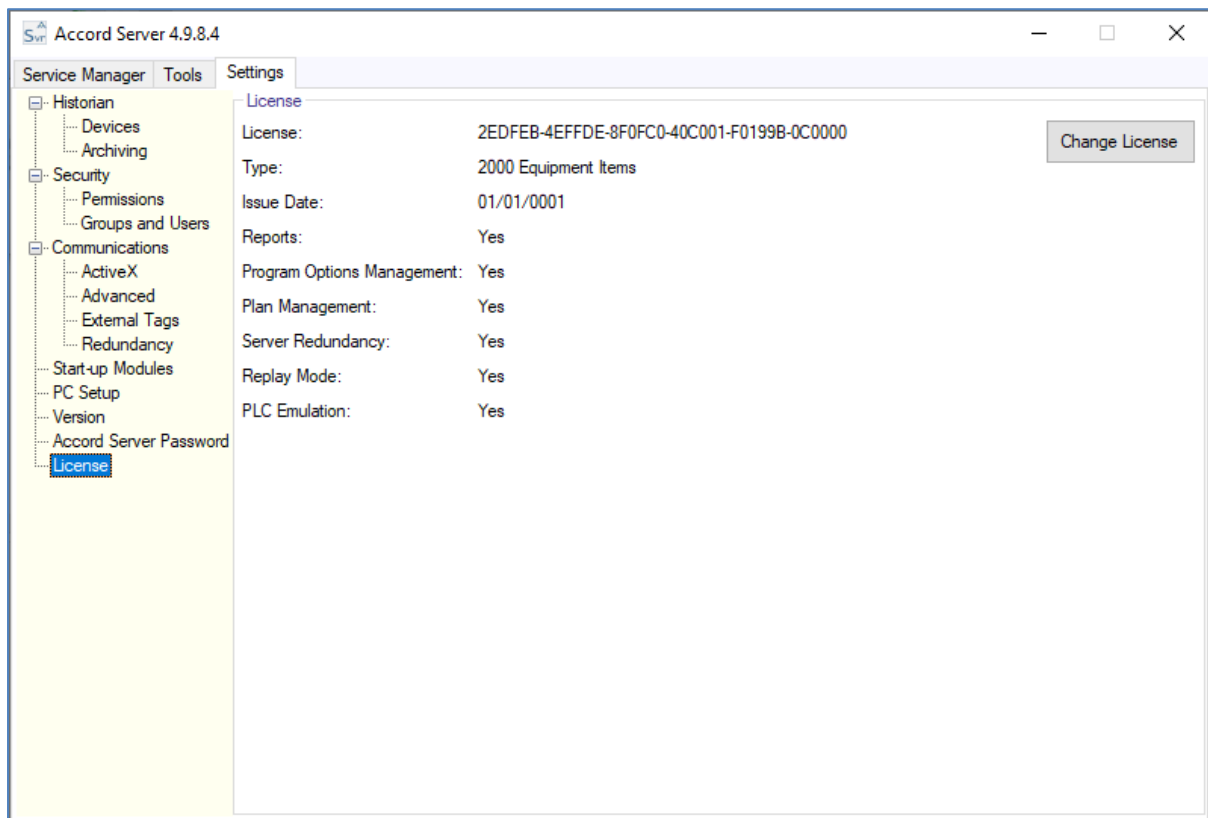 Accord Server 4.9.8.4
Service Manager Tools Settings
Historian
Devices
Archiving
Security
Permissions
Groups and Users
Communications
ActiveX
Advanced
External Tags
Redundancy
Start-up Modules
PC Setup
Version
Accord Server Password
License
License
License: 2EDFEB-4EFFDE-8F0FC0-40C001-F0199B-0C0000
Change License
Type: 2000 Equipment Items
Issue Date: 01/01/0001
Reports: Yes
Program Options Management: Yes
Plan Management: Yes
Server Redundancy: Yes
Replay Mode: Yes
PLC Emulation: Yes